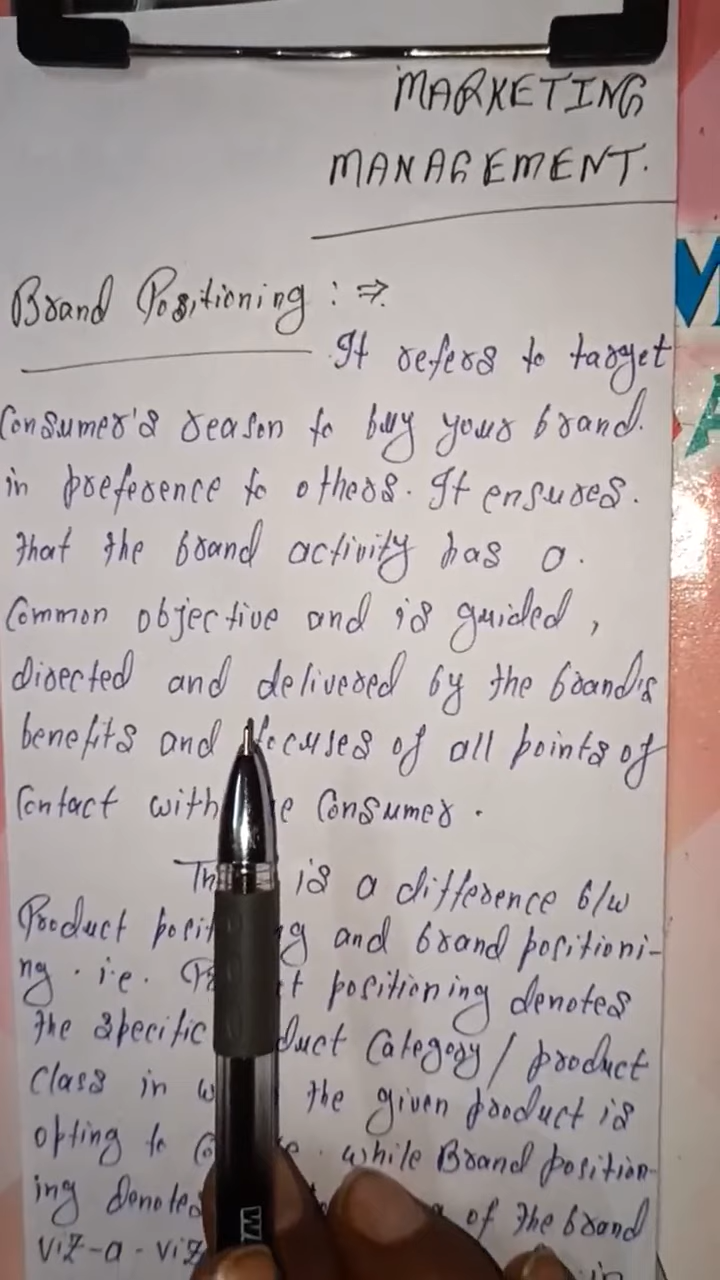 MARKETING
MANAGEMENT.
Brand Positioning : ⇒
It refers to target
Consumer's reason to buy your brand.
in preference to others. It ensures.
that the brand activity has a.
Common objective and is guided,
directed and delivered by the brand's
benefits and focuses of all points of
Contact with Consumer.
is a difference b/w
Product and brand positioni-
ng. i.e. positioning denotes
the specific Category / product
Class in the given product is
opting to while Brand position-
ing of the brand
viz-a-viz
in
M
A